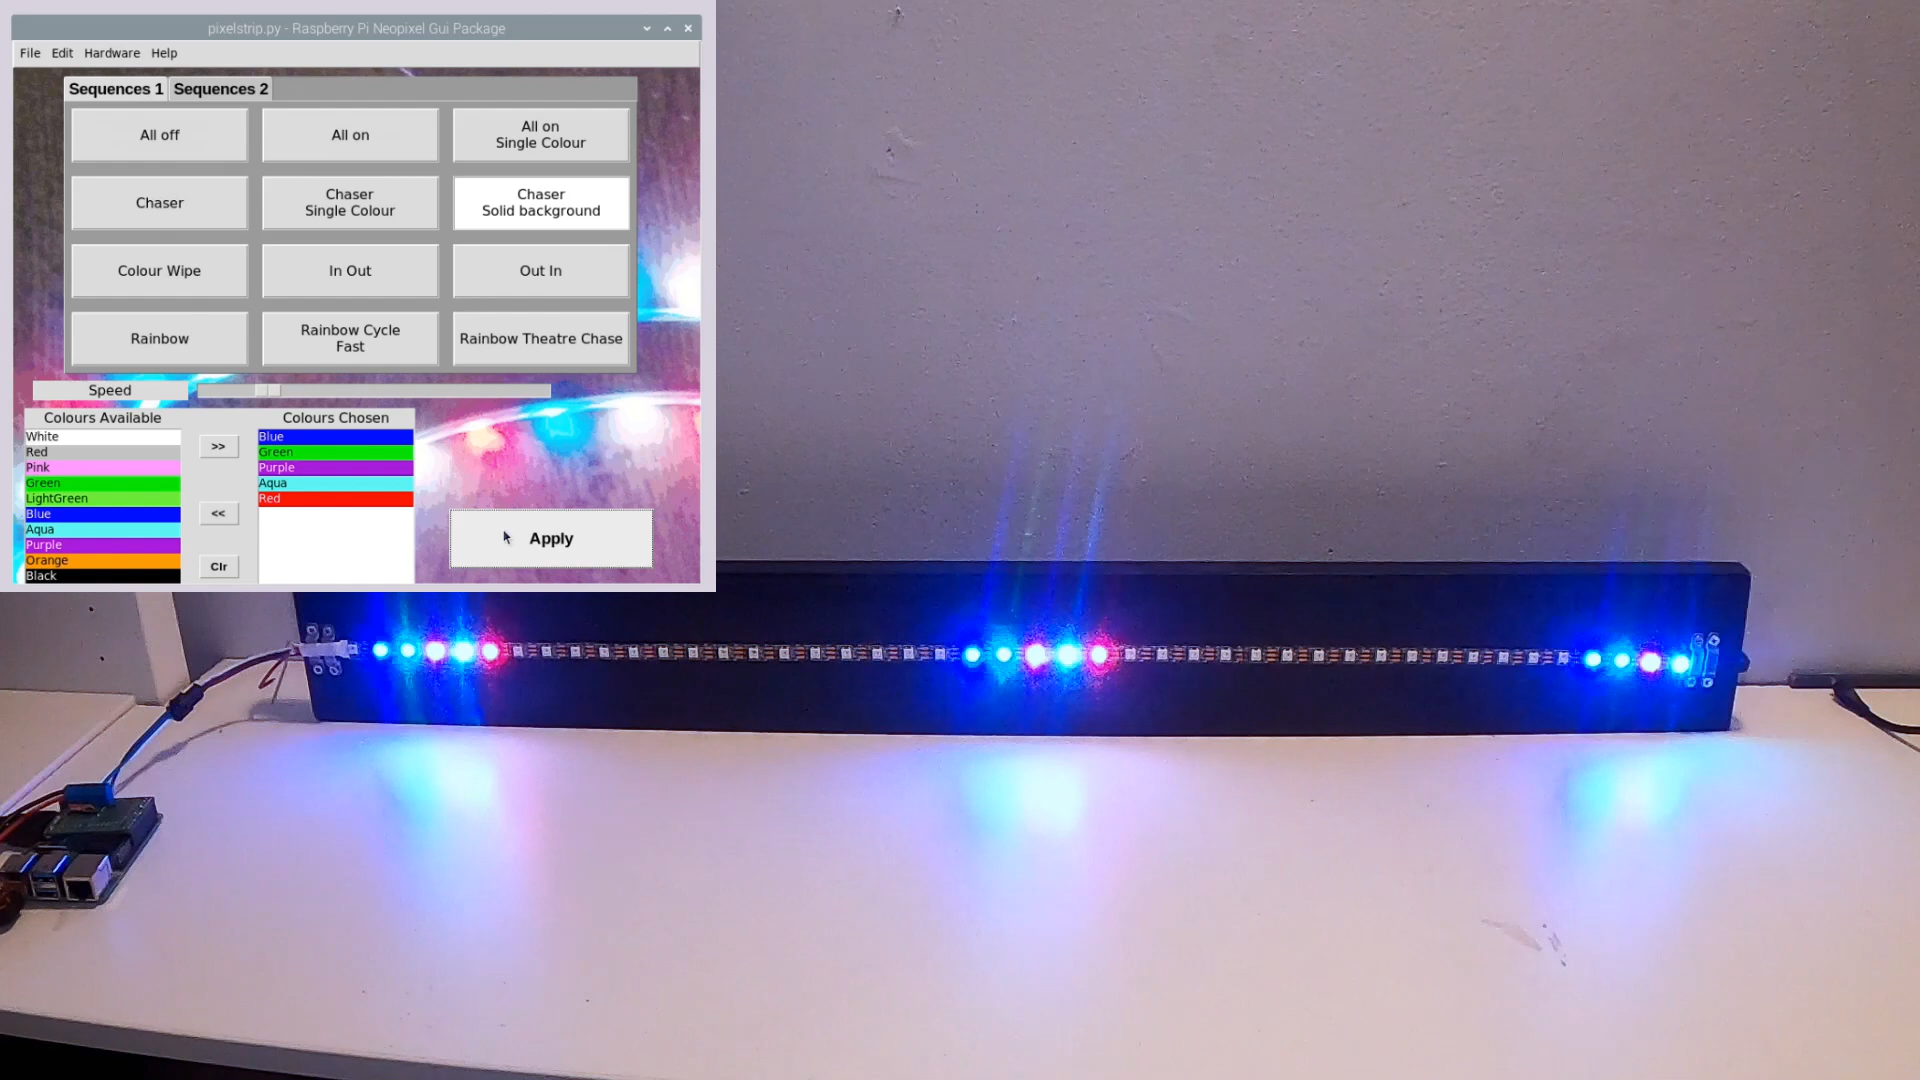 pixelstrip.py - Raspberry Pi Neopixel Gui Package
File Edit Hardware Help
Sequences 1 Sequences 2
All off
All on
All on
Single Colour
Chaser
Chaser
Single Colour
Chaser
Solid background
Colour Wipe
In Out
Out In
Rainbow
Rainbow Cycle
Fast
Rainbow Theatre Chase
Speed
Colours Available
White
Red
Pink
Green
LightGreen
Blue
Aqua
Purple
Orange
Black
>>
<<
Clr
Colours Chosen
Blue
Green
Purple
Aqua
Red
Apply